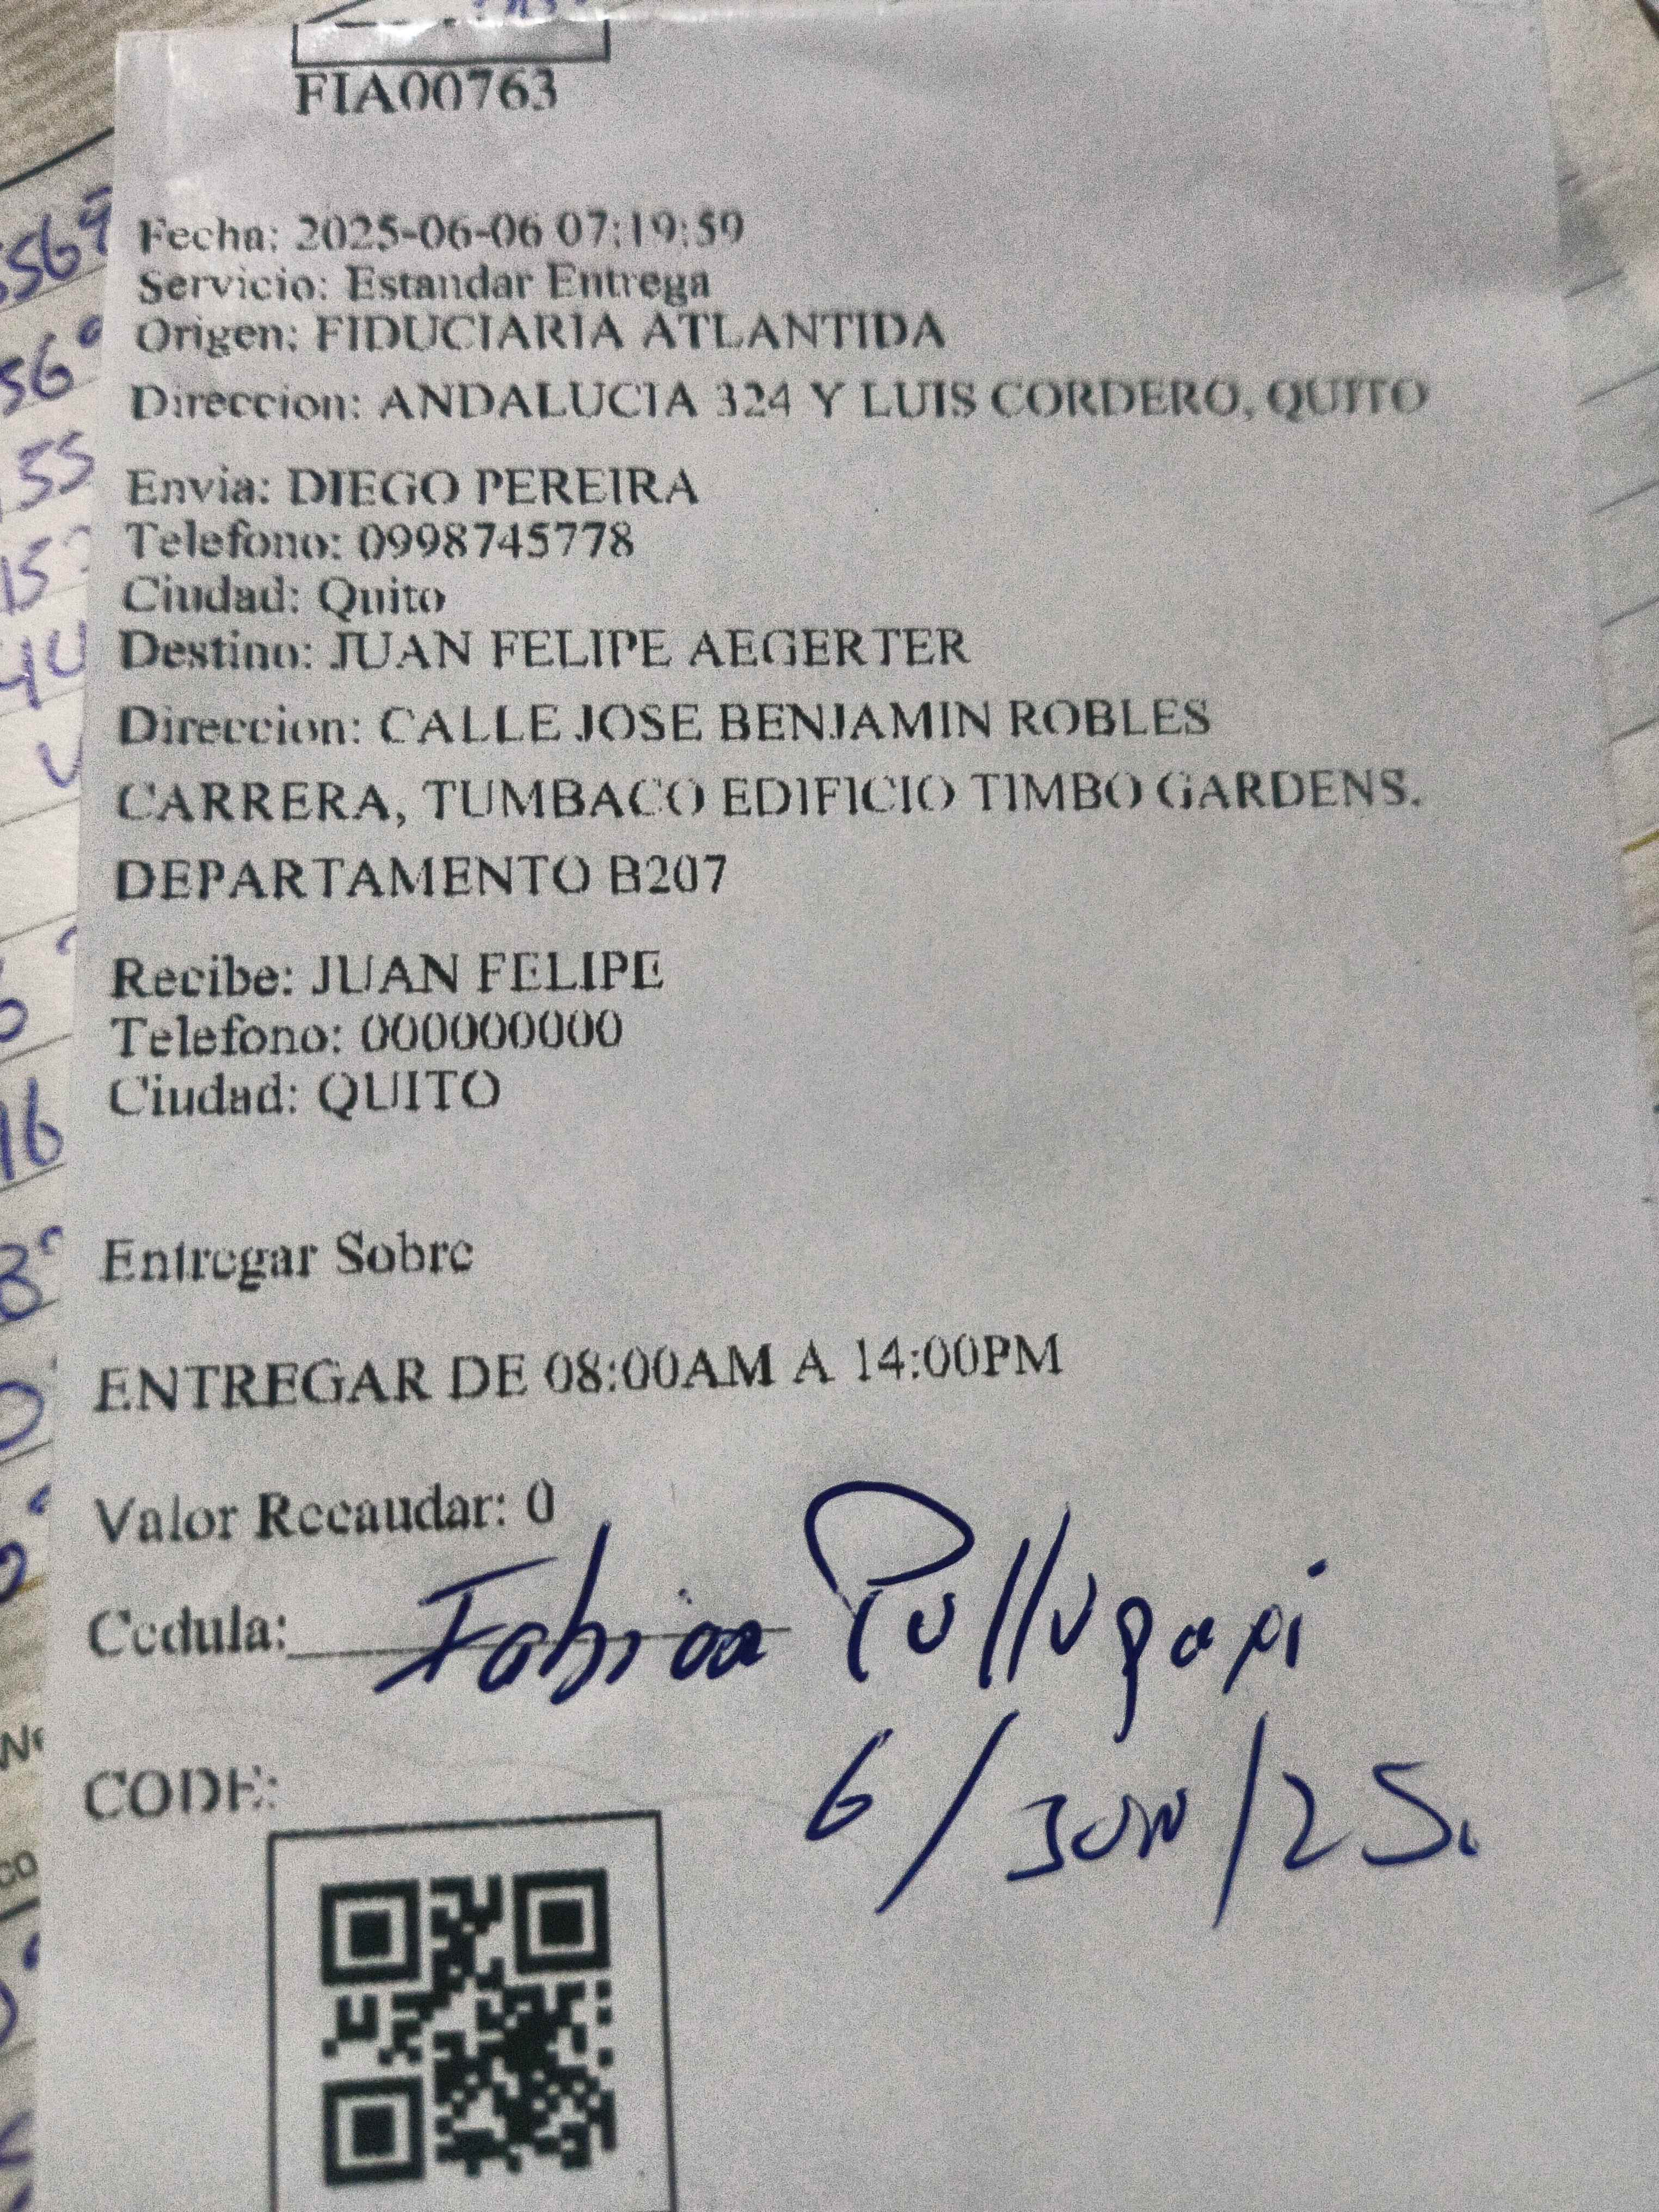 FIA00763
Fecha: 2025-06-06 07:19:59
Servicio: Estandar Entrega
Origen: FIDUCIARIA ATLANTIDA
Direccion: ANDALUCIA 324 Y LUIS CORDERO, QUITO
Envia: DIEGO PEREIRA
Telefono: 0998745778
Ciudad: Quito
Destino: JUAN FELIPE AEGERTER
Direccion: CALLE JOSE BENJAMIN ROBLES
CARRERA, TUMBACO EDIFICIO TIMBO GARDENS.
DEPARTAMENTO B207
Recibe: JUAN FELIPE
Telefono: 000000000
Ciudad: QUITO
Entregar Sobre
ENTREGAR DE 08:00AM A 14:00PM
Valor Recaudar: 0
Cedula: Fabian Pullugaxi
6/JUN/25.
CODE: